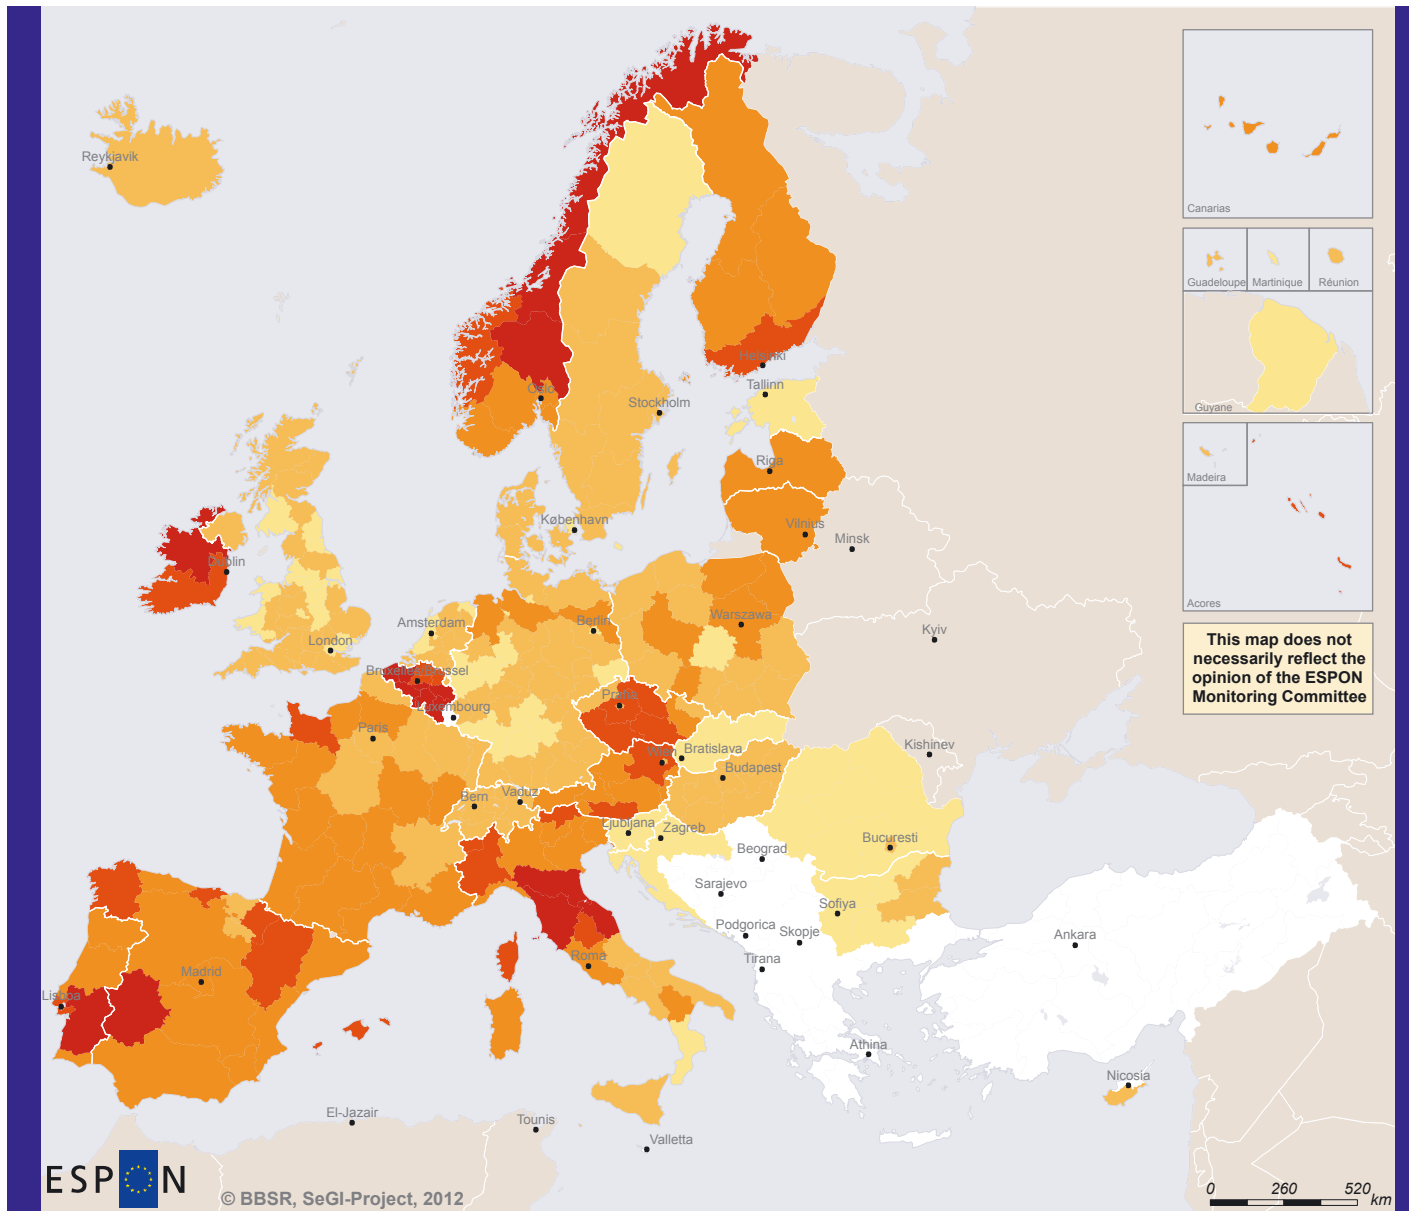 Reykjavik
Canarias
Guadeloupe
Martinique
Réunion
Guyane
Madeira
Acores
Helsinki
Oslo
Tallinn
Stockholm
Riga
København
Vilnius
Minsk
Dublin
Amsterdam
Berlin
Warszawa
Kyiv
London
Bruxelles/Brussel
Luxembourg
Praha
Paris
Wien
Bratislava
Kishinev
Budapest
Bern
Vaduz
Ljubljana
Zagreb
Beograd
Bucuresti
Sarajevo
Sofiya
Podgorica
Skopje
Ankara
Roma
Tirana
Madrid
Lisboa
Athina
Nicosia
El-Jazair
Tounis
Valletta
This map does not
necessarily reflect the
opinion of the ESPON
Monitoring Committee
ESPON
© BBSR, SeGI-Project, 2012
0 260 520
km